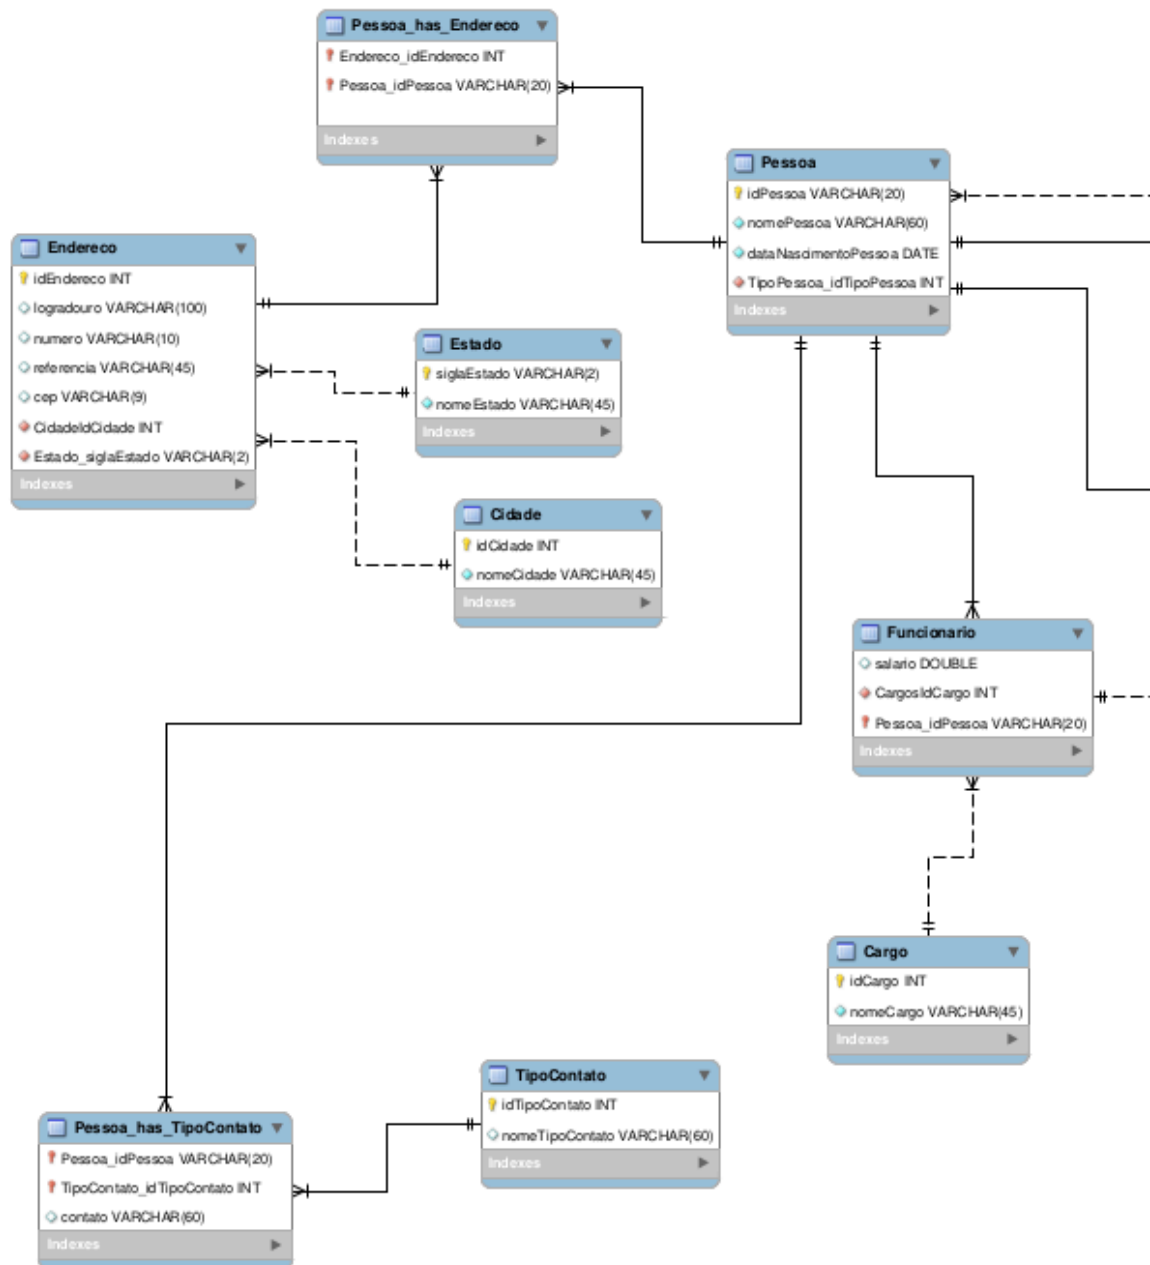 Pessoa_has_Endereco
Endereco_idEndereco INT
Pessoa_idPessoa VARCHAR(20)
Indexes
Pessoa
idPessoa VARCHAR(20)
nomePessoa VARCHAR(60)
dataNascimentoPessoa DATE
TipoPessoa_idTipoPessoa INT
Indexes
Endereco
idEndereco INT
logradouro VARCHAR(100)
numero VARCHAR(10)
referencia VARCHAR(45)
cep VARCHAR(9)
CidadeIdCidade INT
Estado_siglaEstado VARCHAR(2)
Indexes
Estado
siglaEstado VARCHAR(2)
nomeEstado VARCHAR(45)
Indexes
Cidade
idCidade INT
nomeCidade VARCHAR(45)
Indexes
Funcionario
salario DOUBLE
CargosIdCargo INT
Pessoa_idPessoa VARCHAR(20)
Indexes
Cargo
idCargo INT
nomeCargo VARCHAR(45)
Indexes
TipoContato
idTipoContato INT
nomeTipoContato VARCHAR(60)
Indexes
Pessoa_has_TipoContato
Pessoa_idPessoa VARCHAR(20)
TipoContato_idTipoContato INT
contato VARCHAR(60)
Indexes